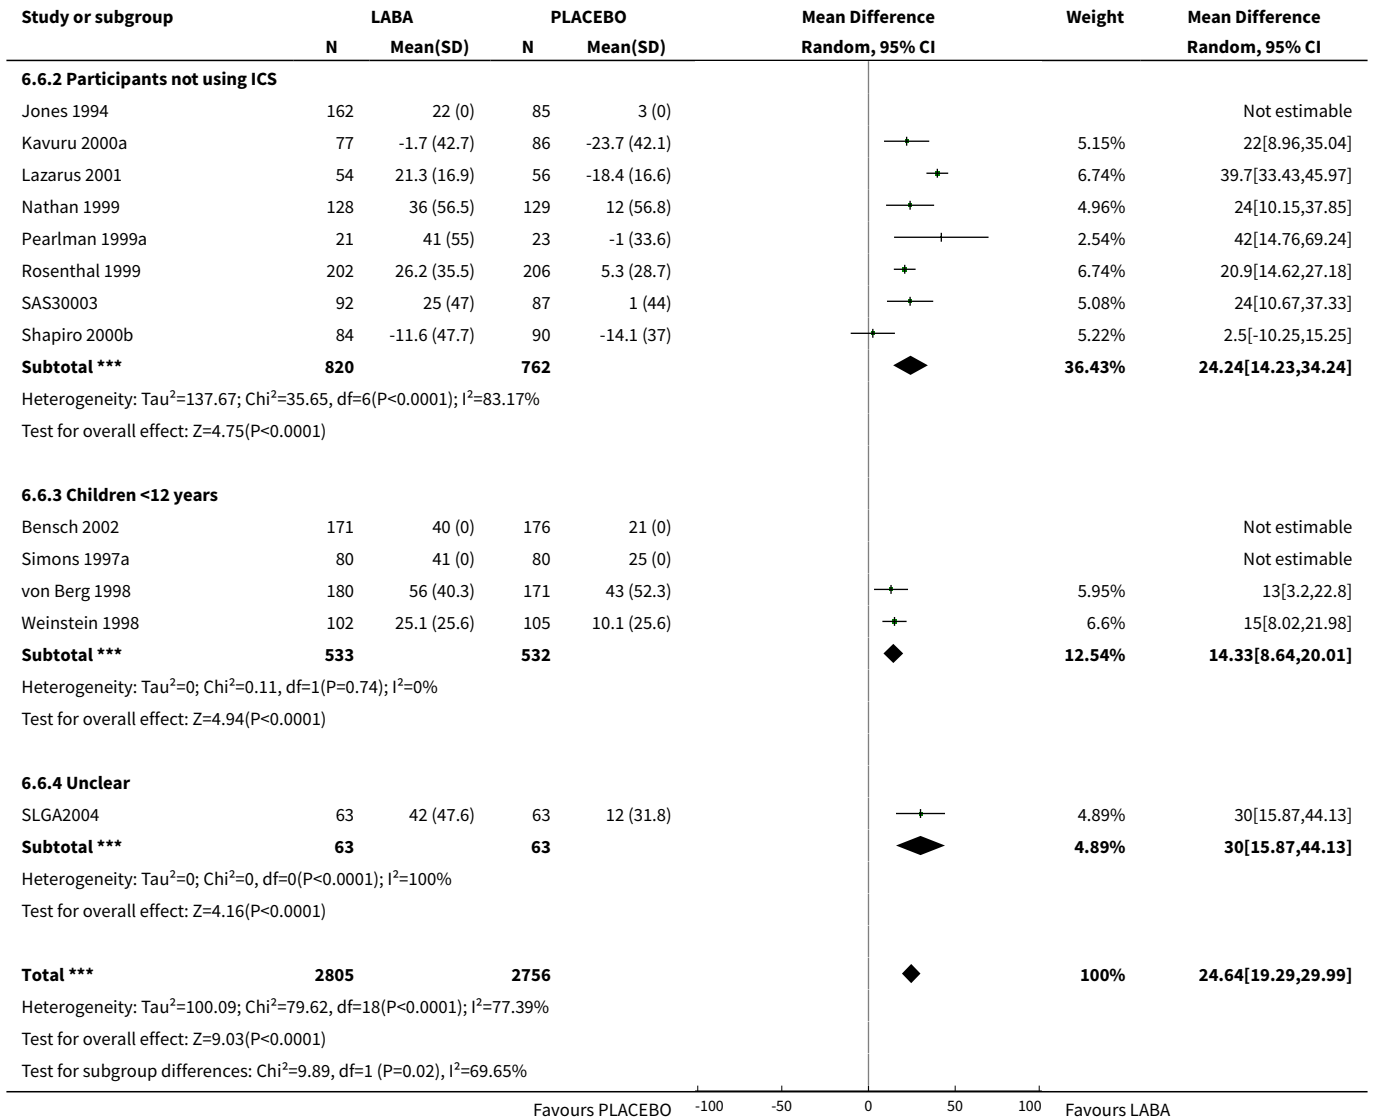 Study or subgroup LABA PLACEBO Mean Difference Weight Mean Difference
N Mean(SD) N Mean(SD) Random, 95% CI Random, 95% CI
6.6.2 Participants not using ICS
Jones 1994 162 22 (0) 85 3 (0) Not estimable
Kavuru 2000a 77 -1.7 (42.7) 86 -23.7 (42.1) 5.15% 22[8.96,35.04]
Lazarus 2001 54 21.3 (16.9) 56 -18.4 (16.6) 6.74% 39.7[33.43,45.97]
Nathan 1999 128 36 (56.5) 129 12 (56.8) 4.96% 24[10.15,37.85]
Pearlman 1999a 21 41 (55) 23 -1 (33.6) 2.54% 42[14.76,69.24]
Rosenthal 1999 202 26.2 (35.5) 206 5.3 (28.7) 6.74% 20.9[14.62,27.18]
SAS30003 92 25 (47) 87 1 (44) 5.08% 24[10.67,37.33]
Shapiro 2000b 84 -11.6 (47.7) 90 -14.1 (37) 5.22% 2.5[-10.25,15.25]
Subtotal *** 820 762 36.43% 24.24[14.23,34.24]
Heterogeneity: Tau²=137.67; Chi²=35.65, df=6(P<0.0001); I²=83.17%
Test for overall effect: Z=4.75(P<0.0001)
6.6.3 Children <12 years
Bensch 2002 171 40 (0) 176 21 (0) Not estimable
Simons 1997a 80 41 (0) 80 25 (0) Not estimable
von Berg 1998 180 56 (40.3) 171 43 (52.3) 5.95% 13[3.2,22.8]
Weinstein 1998 102 25.1 (25.6) 105 10.1 (25.6) 6.6% 15[8.02,21.98]
Subtotal *** 533 532 12.54% 14.33[8.64,20.01]
Heterogeneity: Tau²=0; Chi²=0.11, df=1(P=0.74); I²=0%
Test for overall effect: Z=4.94(P<0.0001)
6.6.4 Unclear
SLGA2004 63 42 (47.6) 63 12 (31.8) 4.89% 30[15.87,44.13]
Subtotal *** 63 63 4.89% 30[15.87,44.13]
Heterogeneity: Tau²=0; Chi²=0, df=0(P<0.0001); I²=100%
Test for overall effect: Z=4.16(P<0.0001)
Total *** 2805 2756 100% 24.64[19.29,29.99]
Heterogeneity: Tau²=100.09; Chi²=79.62, df=18(P<0.0001); I²=77.39%
Test for overall effect: Z=9.03(P<0.0001)
Test for subgroup differences: Chi²=9.89, df=1 (P=0.02), I²=69.65%
Favours PLACEBO -100 -50 0 50 100 Favours LABA